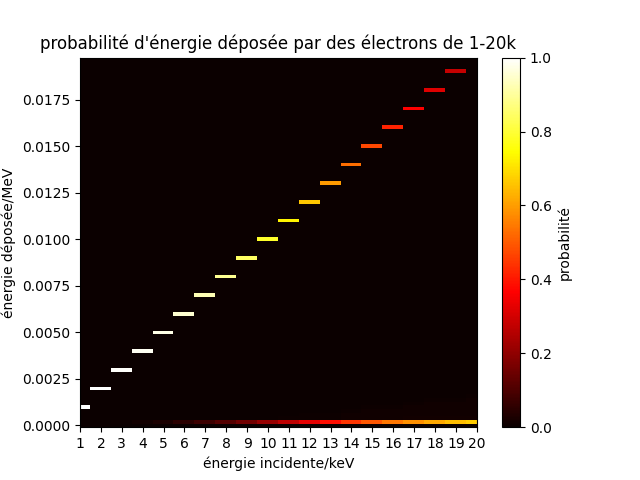 probabilité d'énergie déposée par des électrons de 1-20k
énergie déposée/MeV
0.0175
0.0150
0.0125
0.0100
0.0075
0.0050
0.0025
0.0000
1 2 3 4 5 6 7 8 9 10 11 12 13 14 15 16 17 18 19 20
énergie incidente/keV
1.0
0.8
0.6
0.4
0.2
0.0
probabilité